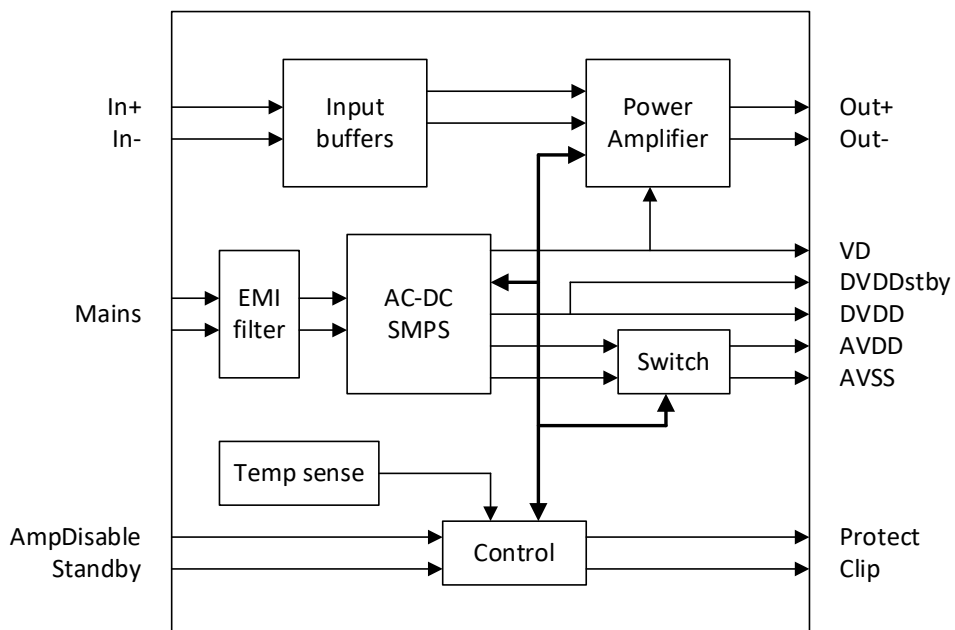 In+
In-
Input
buffers
Power
Amplifier
Out+
Out-
Mains
EMI
filter
AC-DC
SMPS
VD
DVDDstby
DVDD
AVDD
AVSS
Switch
Temp sense
AmpDisable
Standby
Control
Protect
Clip